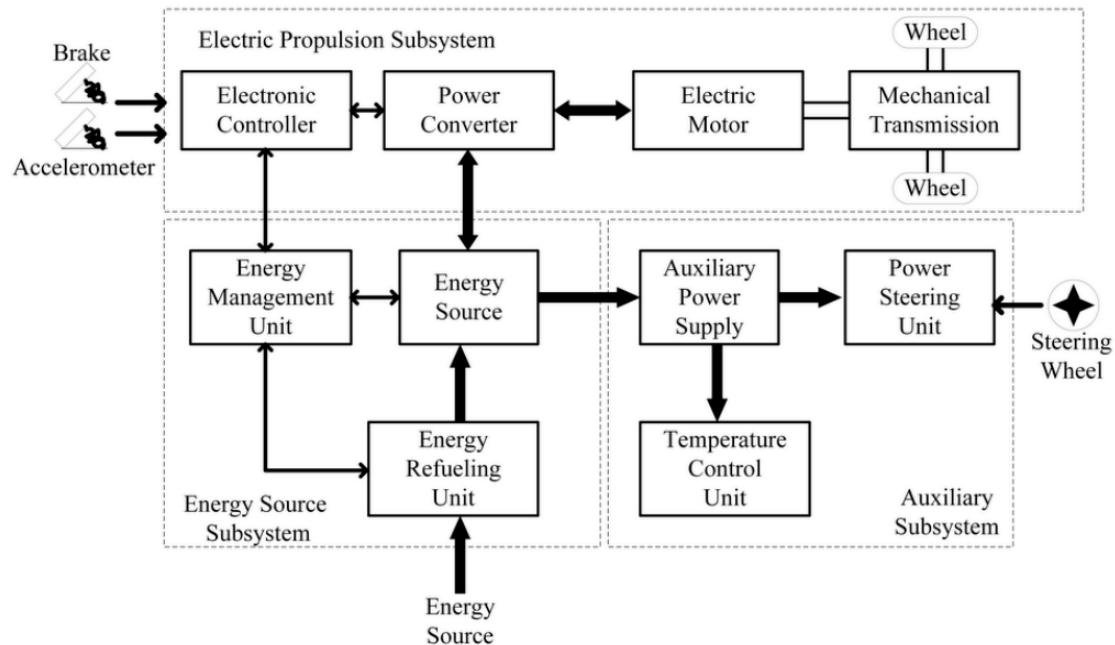 Electric Propulsion Subsystem
Brake
Accelerometer
Electronic
Controller
Power
Converter
Electric
Motor
Wheel
Mechanical
Transmission
Wheel
Energy
Management
Unit
Energy
Source
Auxiliary
Power
Supply
Power
Steering
Unit
Steering
Wheel
Energy
Refueling
Unit
Temperature
Control
Unit
Energy Source
Subsystem
Auxiliary
Subsystem
Energy
Source